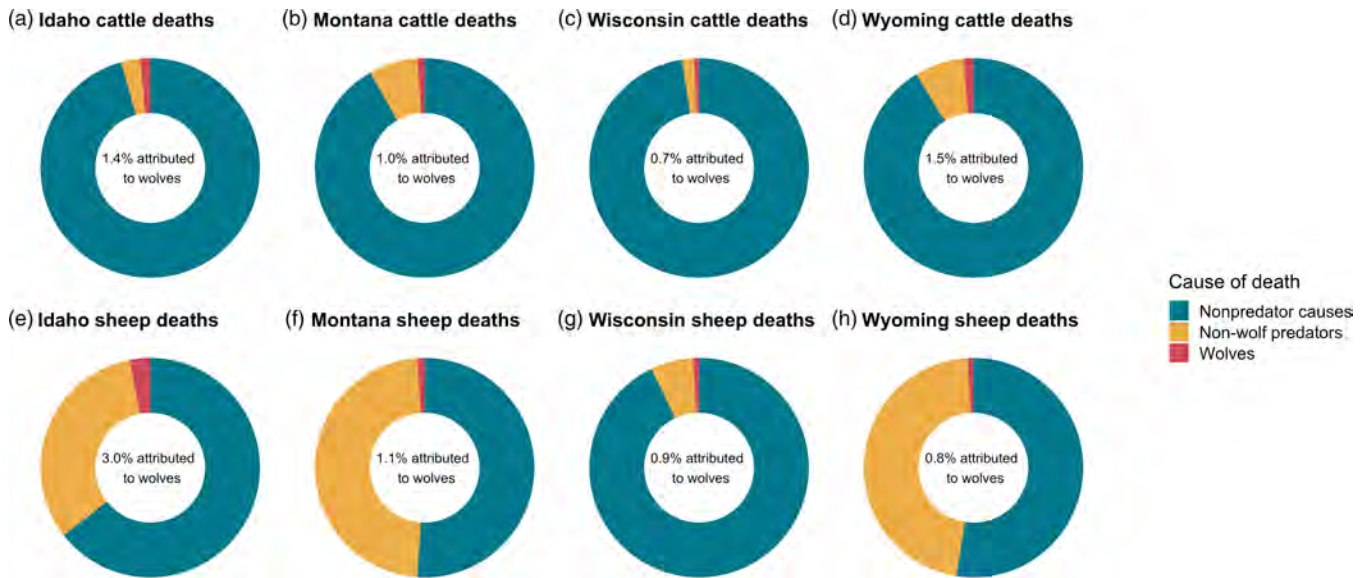 (a) Idaho cattle deaths
(b) Montana cattle deaths
(c) Wisconsin cattle deaths
(d) Wyoming cattle deaths
1.4% attributed
to wolves
1.0% attributed
to wolves
0.7% attributed
to wolves
1.5% attributed
to wolves
(e) Idaho sheep deaths
(f) Montana sheep deaths
(g) Wisconsin sheep deaths
(h) Wyoming sheep deaths
3.0% attributed
to wolves
1.1% attributed
to wolves
0.9% attributed
to wolves
0.8% attributed
to wolves
Cause of death
Nonpredator causes
Non-wolf predators
Wolves